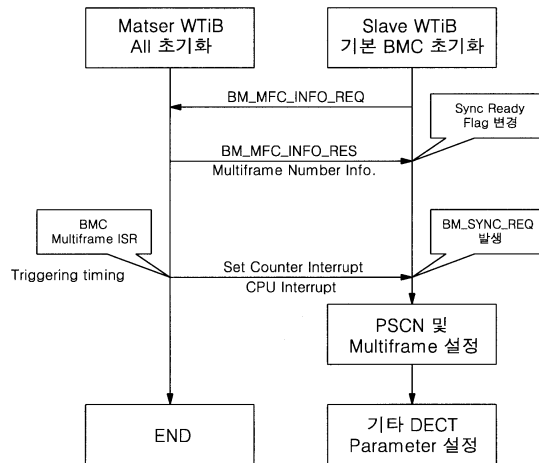 Matser WTiB
All 초기화
Slave WTiB
기본 BMC 초기화
BM_MFC_INFO_REQ
Sync Ready
Flag 변경
BM_MFC_INFO_RES
Multiframe Number Info.
BMC
Multiframe ISR
BM_SYNC_REQ
발생
Triggering timing
Set Counter Interrupt
CPU Interrupt
PSCN 및
Multiframe 설정
END
기타 DECT
Parameter 설정